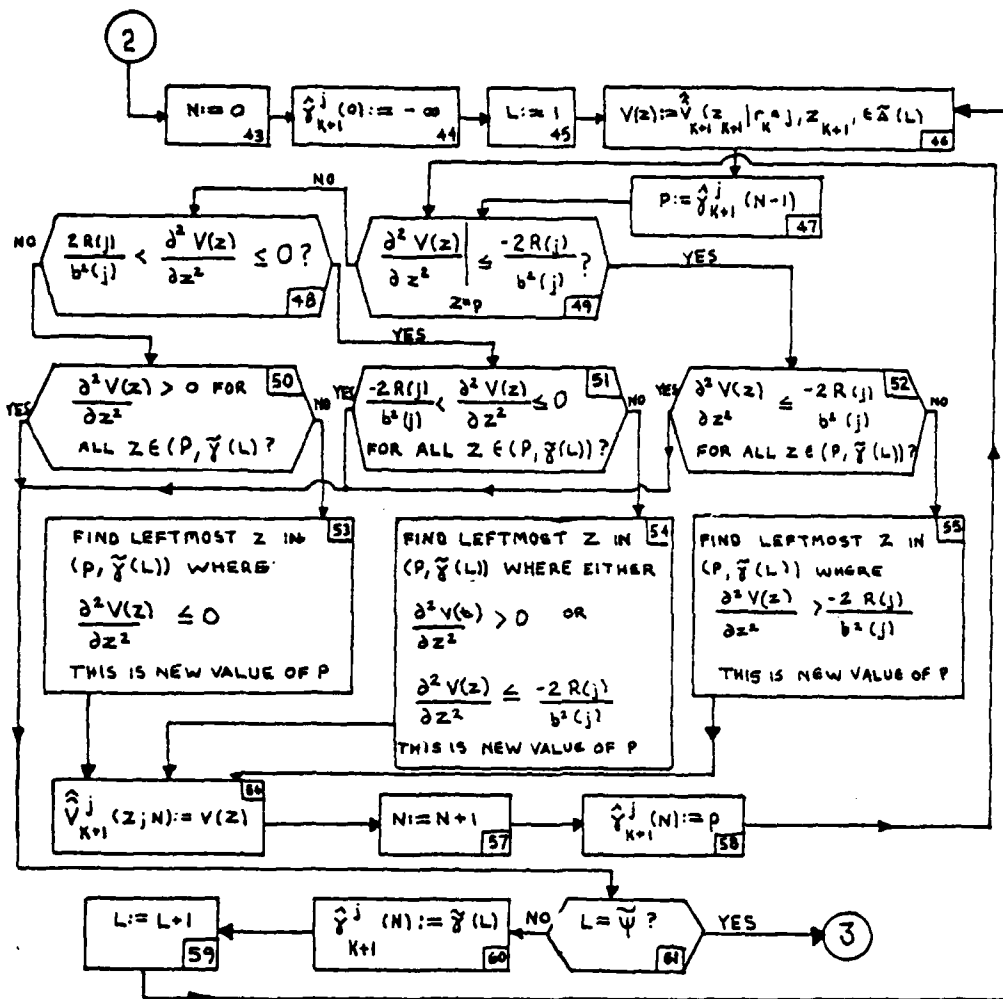 2
N:=0
43
γ̂ʲ_{K+1}(0):=-∞
44
L:=1
45
V(z):=V̂_{K+1}(z_{K+1}|r_K=j, z_{K+1}, ∈Δ̃(L)
46
P:=γ̂ʲ_{K+1}(N-1)
47
NO
NO
2R(j)/b²(j) < ∂²V(z)/∂z² ≤ 0?
48
∂²V(z)/∂z² | ≤ -2R(j)/b²(j)?
z=p
49
YES
YES
50
∂²V(z)/∂z² > 0 FOR
ALL Z∈(P, γ̃(L)?
YES
NO
51
-2R(j)/b²(j) < ∂²V(z)/∂z² ≤ 0
FOR ALL Z∈(P, γ̃(L))?
YES
NO
52
∂²V(z)/∂z² ≤ -2R(j)/b²(j)
FOR ALL Z∈(P, γ̃(L))?
YES
NO
53
FIND LEFTMOST Z IN
(P, γ̃(L)) WHERE
∂²V(z)/∂z² ≤ 0
THIS IS NEW VALUE OF P
54
FIND LEFTMOST Z IN
(P, γ̃(L)) WHERE EITHER
∂²V(z)/∂z² > 0 OR
∂²V(z)/∂z² ≤ -2R(j)/b²(j)
THIS IS NEW VALUE OF P
55
FIND LEFTMOST Z IN
(P, γ̃(L)) WHERE
∂²V(z)/∂z² > -2R(j)/b²(j)
THIS IS NEW VALUE OF P
V̂ʲ_{K+1}(Z;N):=V(Z)
56
N:=N+1
57
γ̂ʲ_{K+1}(N):=P
58
L:=L+1
59
γ̂ʲ_{K+1}(N):=γ̃(L)
60
NO
L=ψ̃?
61
YES
3